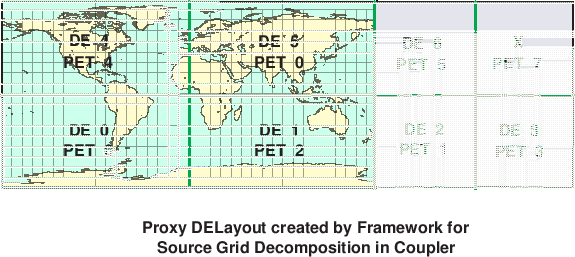 DE 4
DE 5
DE 6
X
PET 4
PET 0
PET 5
PET 7
DE 0
DE 1
DE 2
DE 3
PET
PET 2
PET 1
PET 3
Proxy DELayout created by Framework for
Source Grid Decomposition in Coupler